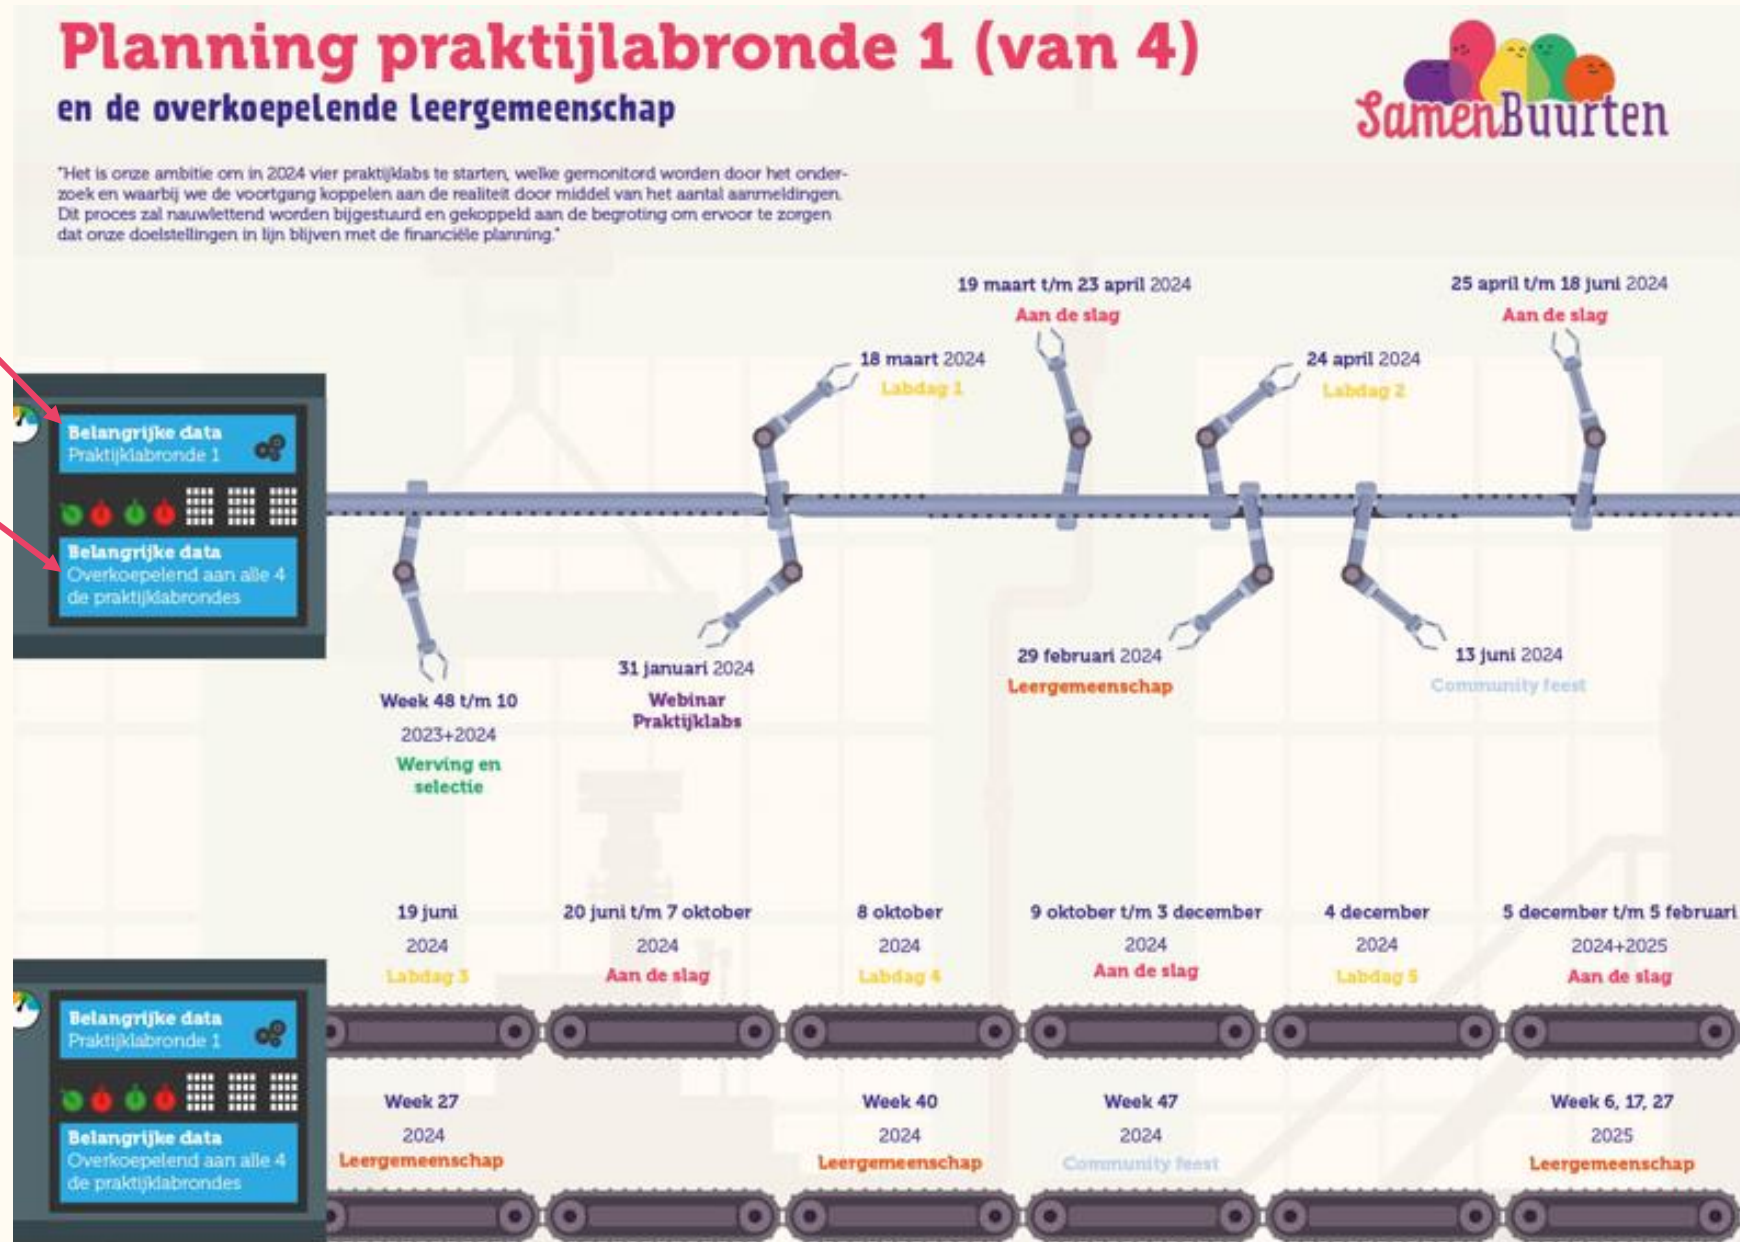 Planning praktijlabronde 1 (van 4)
en de overkoepelende leergemeenschap
SamenBuurten
"Het is onze ambitie om in 2024 vier praktijklabs te starten, welke gemonitord worden door het onder-
zoek en waarbij we de voortgang koppelen aan de realiteit door middel van het aantal aanmeldingen.
Dit proces zal nauwlettend worden bijgestuurd en gekoppeld aan de begroting om ervoor te zorgen
dat onze doelstellingen in lijn blijven met de financiële planning."
19 maart t/m 23 april 2024
Aan de slag
25 april t/m 18 juni 2024
Aan de slag
18 maart 2024
Labdag 1
24 april 2024
Labdag 2
Belangrijke data
Praktijklabronde 1
Belangrijke data
Overkoepelend aan alle 4
de praktijklabrondes
Week 48 t/m 10
2023+2024
Werving en
selectie
31 januari 2024
Webinar
Praktijklabs
29 februari 2024
Leergemeenschap
13 juni 2024
Community feest
19 juni
2024
Labdag 3
20 juni t/m 7 oktober
2024
Aan de slag
8 oktober
2024
Labdag 4
9 oktober t/m 3 december
2024
Aan de slag
4 december
2024
Labdag 5
5 december t/m 5 februari
2024+2025
Aan de slag
Belangrijke data
Praktijklabronde 1
Belangrijke data
Overkoepelend aan alle 4
de praktijklabrondes
Week 27
2024
Leergemeenschap
Week 40
2024
Leergemeenschap
Week 47
2024
Community feest
Week 6, 17, 27
2025
Leergemeenschap